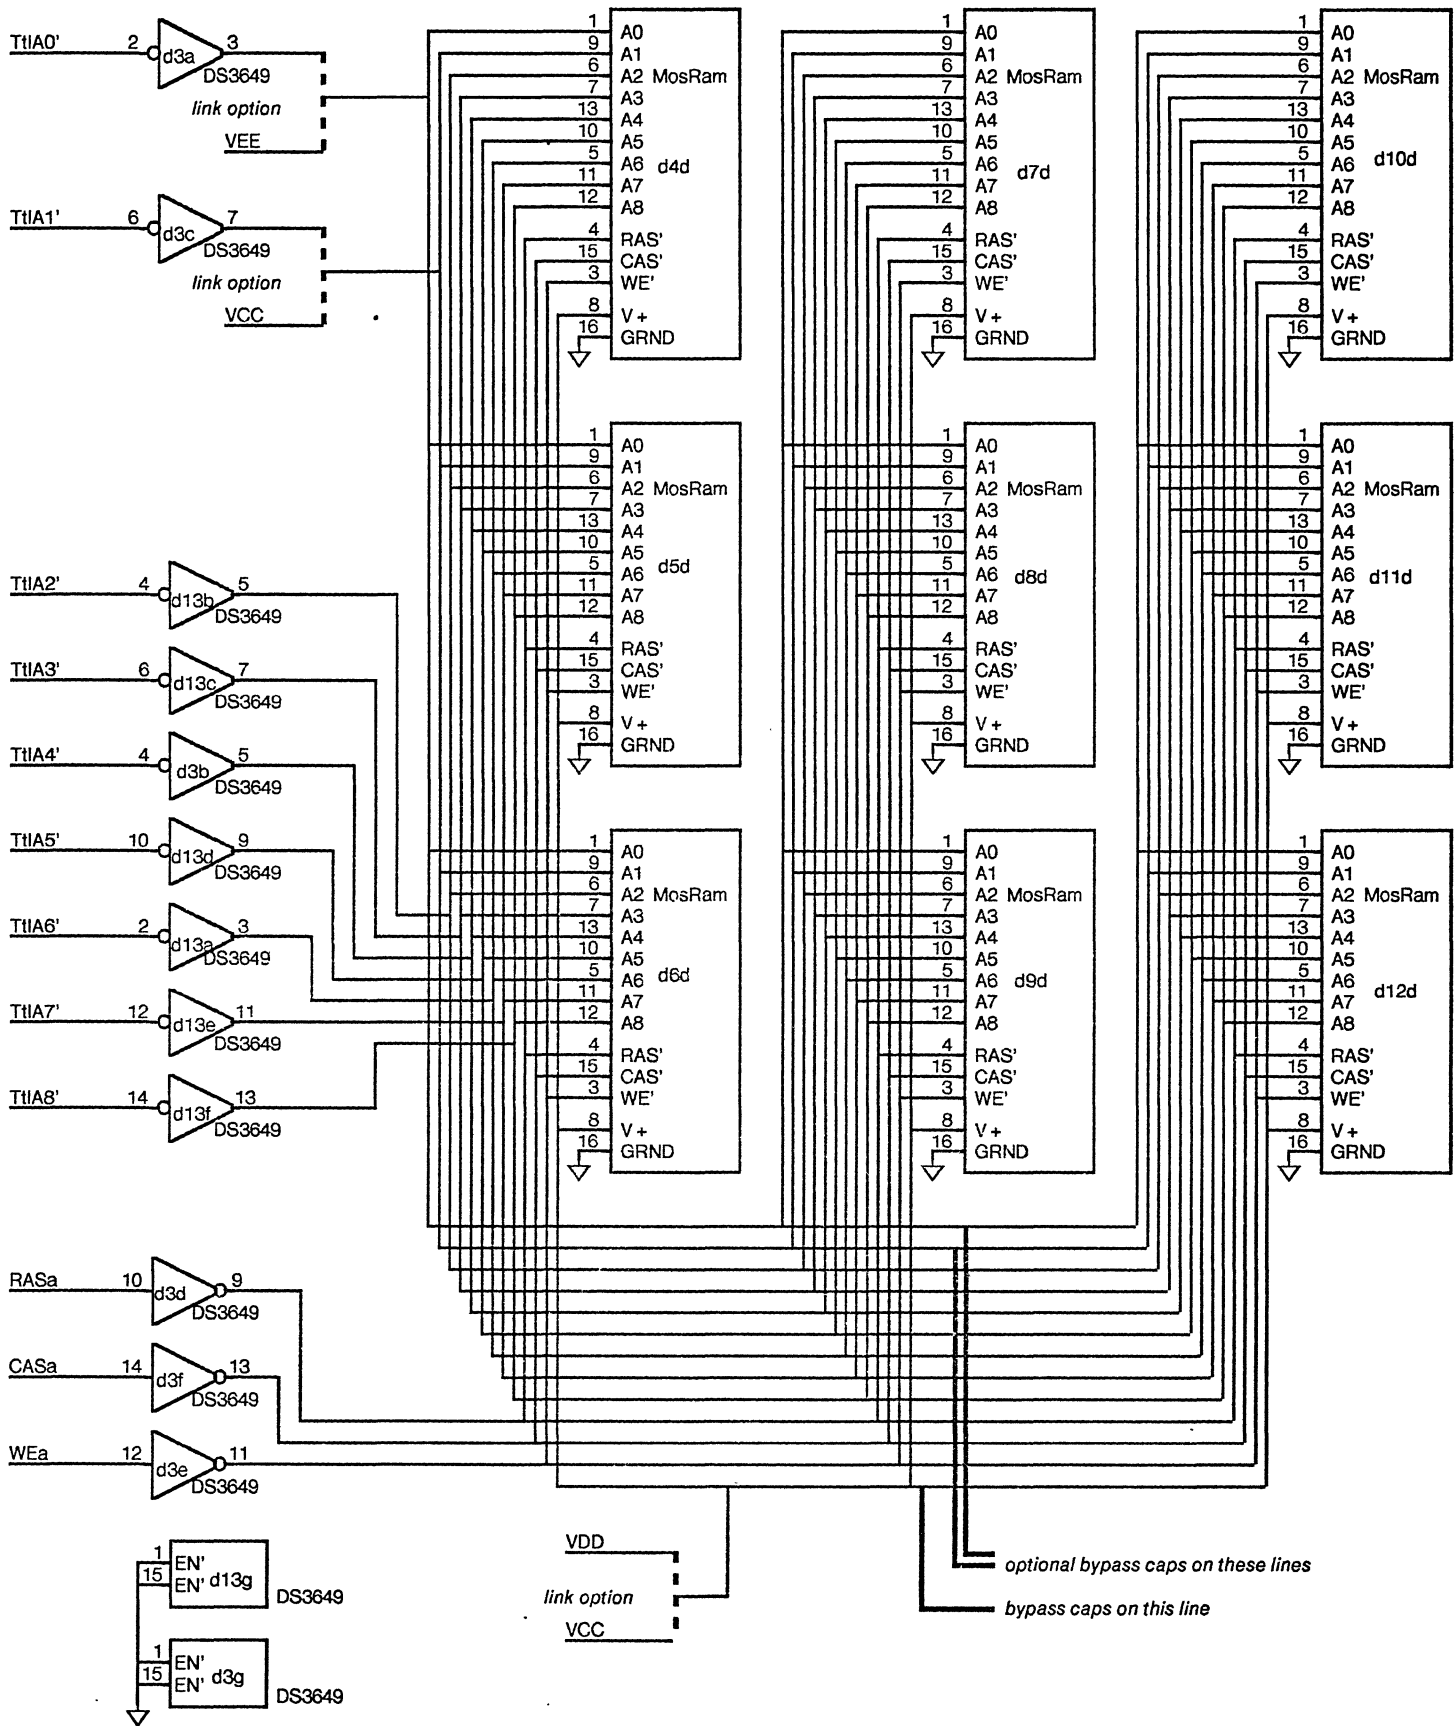 TtlA0' 2 d3a 3 DS3649
link option
VEE
TtlA1' 6 d3c 7 DS3649
link option
VCC
TtlA2' 4 d13b 5 DS3649
TtlA3' 6 d13c 7 DS3649
TtlA4' 4 d3b 5 DS3649
TtlA5' 10 d13d 9 DS3649
TtlA6' 2 d13a 3 DS3649
TtlA7' 12 d13e 11 DS3649
TtlA8' 14 d13f 13 DS3649
RASa 10 d3d 9 DS3649
CASa 14 d3f 13 DS3649
WEa 12 d3e 11 DS3649
1 EN'
15 EN' d13g DS3649
1 EN'
15 EN' d3g DS3649
1 A0
9 A1
6 A2 MosRam
7 A3
13 A4
10 A5
5 A6 d4d
11 A7
12 A8
4 RAS'
15 CAS'
3 WE'
8 V+
16 GRND
1 A0
9 A1
6 A2 MosRam
7 A3
13 A4
10 A5
5 A6 d7d
11 A7
12 A8
4 RAS'
15 CAS'
3 WE'
8 V+
16 GRND
1 A0
9 A1
6 A2 MosRam
7 A3
13 A4
10 A5
5 A6 d10d
11 A7
12 A8
4 RAS'
15 CAS'
3 WE'
8 V+
16 GRND
1 A0
9 A1
6 A2 MosRam
7 A3
13 A4
10 A5
5 A6 d5d
11 A7
12 A8
4 RAS'
15 CAS'
3 WE'
8 V+
16 GRND
1 A0
9 A1
6 A2 MosRam
7 A3
13 A4
10 A5
5 A6 d8d
11 A7
12 A8
4 RAS'
15 CAS'
3 WE'
8 V+
16 GRND
1 A0
9 A1
6 A2 MosRam
7 A3
13 A4
10 A5
5 A6 d11d
11 A7
12 A8
4 RAS'
15 CAS'
3 WE'
8 V+
16 GRND
1 A0
9 A1
6 A2 MosRam
7 A3
13 A4
10 A5
5 A6 d6d
11 A7
12 A8
4 RAS'
15 CAS'
3 WE'
8 V+
16 GRND
1 A0
9 A1
6 A2 MosRam
7 A3
13 A4
10 A5
5 A6 d9d
11 A7
12 A8
4 RAS'
15 CAS'
3 WE'
8 V+
16 GRND
1 A0
9 A1
6 A2 MosRam
7 A3
13 A4
10 A5
5 A6 d12d
11 A7
12 A8
4 RAS'
15 CAS'
3 WE'
8 V+
16 GRND
VDD
link option
VCC
optional bypass caps on these lines
bypass caps on this line